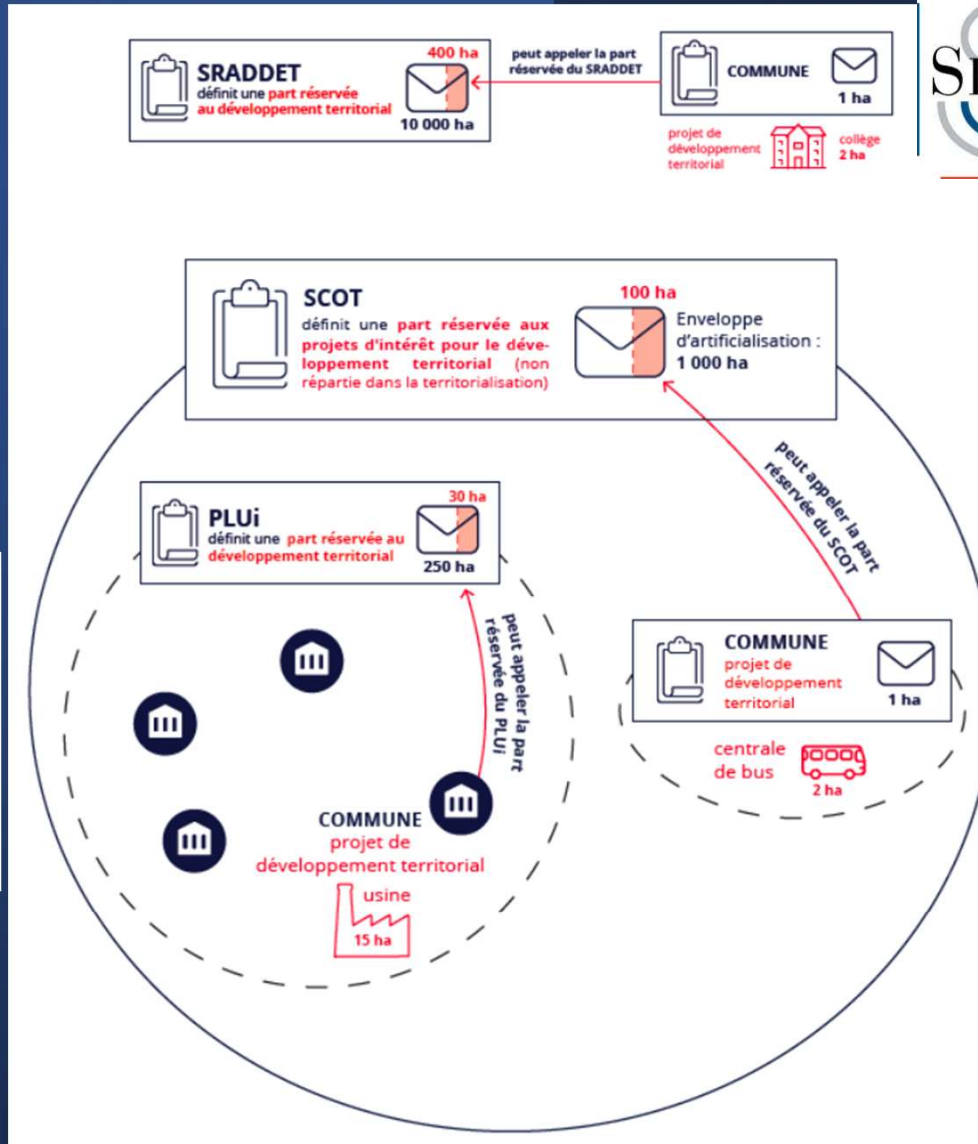 SRADDET
définit une part réservée
au développement territorial
400 ha
10 000 ha
peut appeler la part
réservée du SRADDET
COMMUNE
1 ha
projet de
développement
territorial
collège
2 ha
SCOT
définit une part réservée aux
projets d'intérêt pour le déve-
loppement territorial (non
répartie dans la territorialisation)
100 ha
Enveloppe
d'artificialisation :
1 000 ha
peut appeler la part
réservée du SCOT
PLUi
définit une part réservée au
développement territorial
30 ha
250 ha
peut appeler la part
réservée du PLUi
COMMUNE
projet de
développement
territorial
1 ha
centrale
de bus
2 ha
COMMUNE
projet de
développement territorial
usine
15 ha